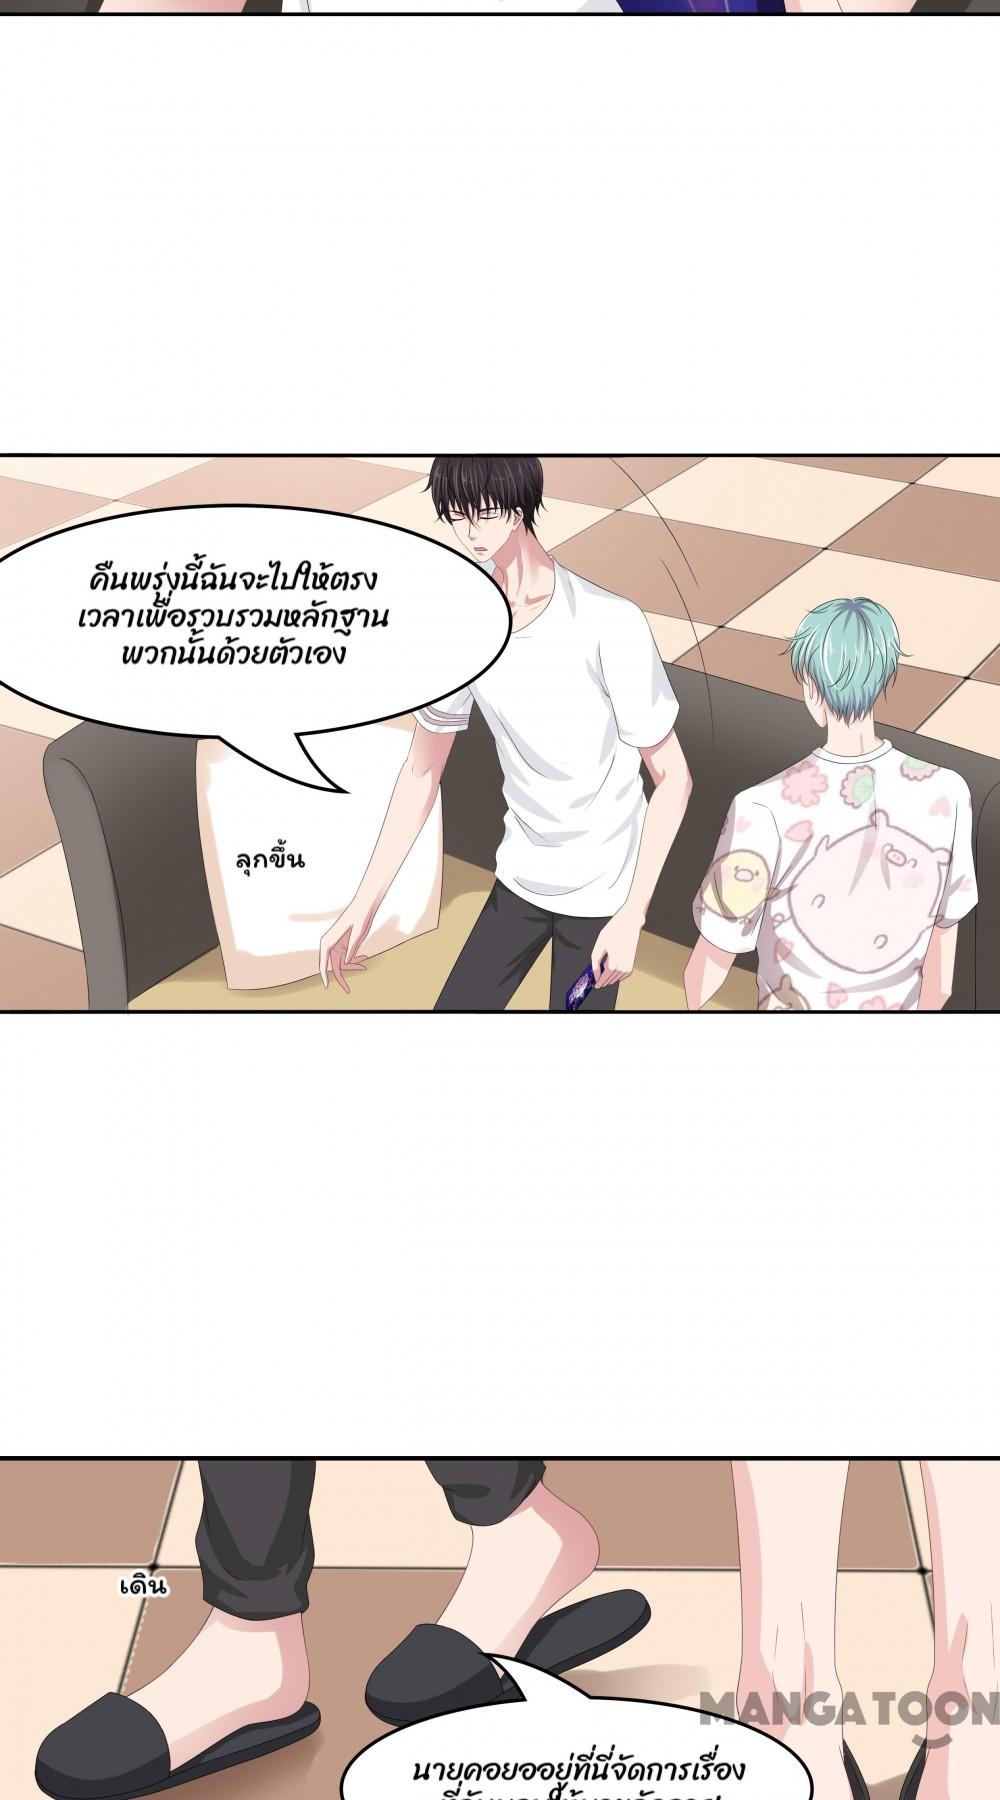 คืนพรุ่งนี้ฉันจะไปให้ตรง
เวลาเพื่อรวบรวมหลักฐาน
พวกนั้นด้วยตัวเอง
ลุกขึ้น
เดิน
MANGATOON
นายคอยออยู่ที่นี่จัดการเรื่อง